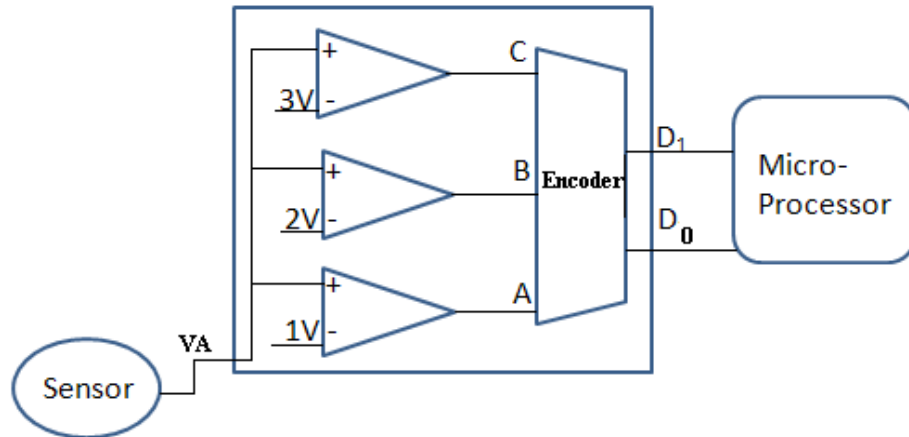 +
C
3V -
D₁
Micro-
Processor
+
B
Encoder
2V -
D₀
+
A
1V -
VA
Sensor